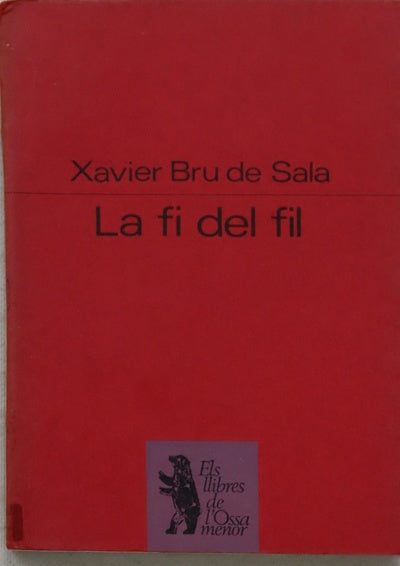 Xavier Bru de Sala
La fi del fil
Els
llibres
de
l'Ossa
menor